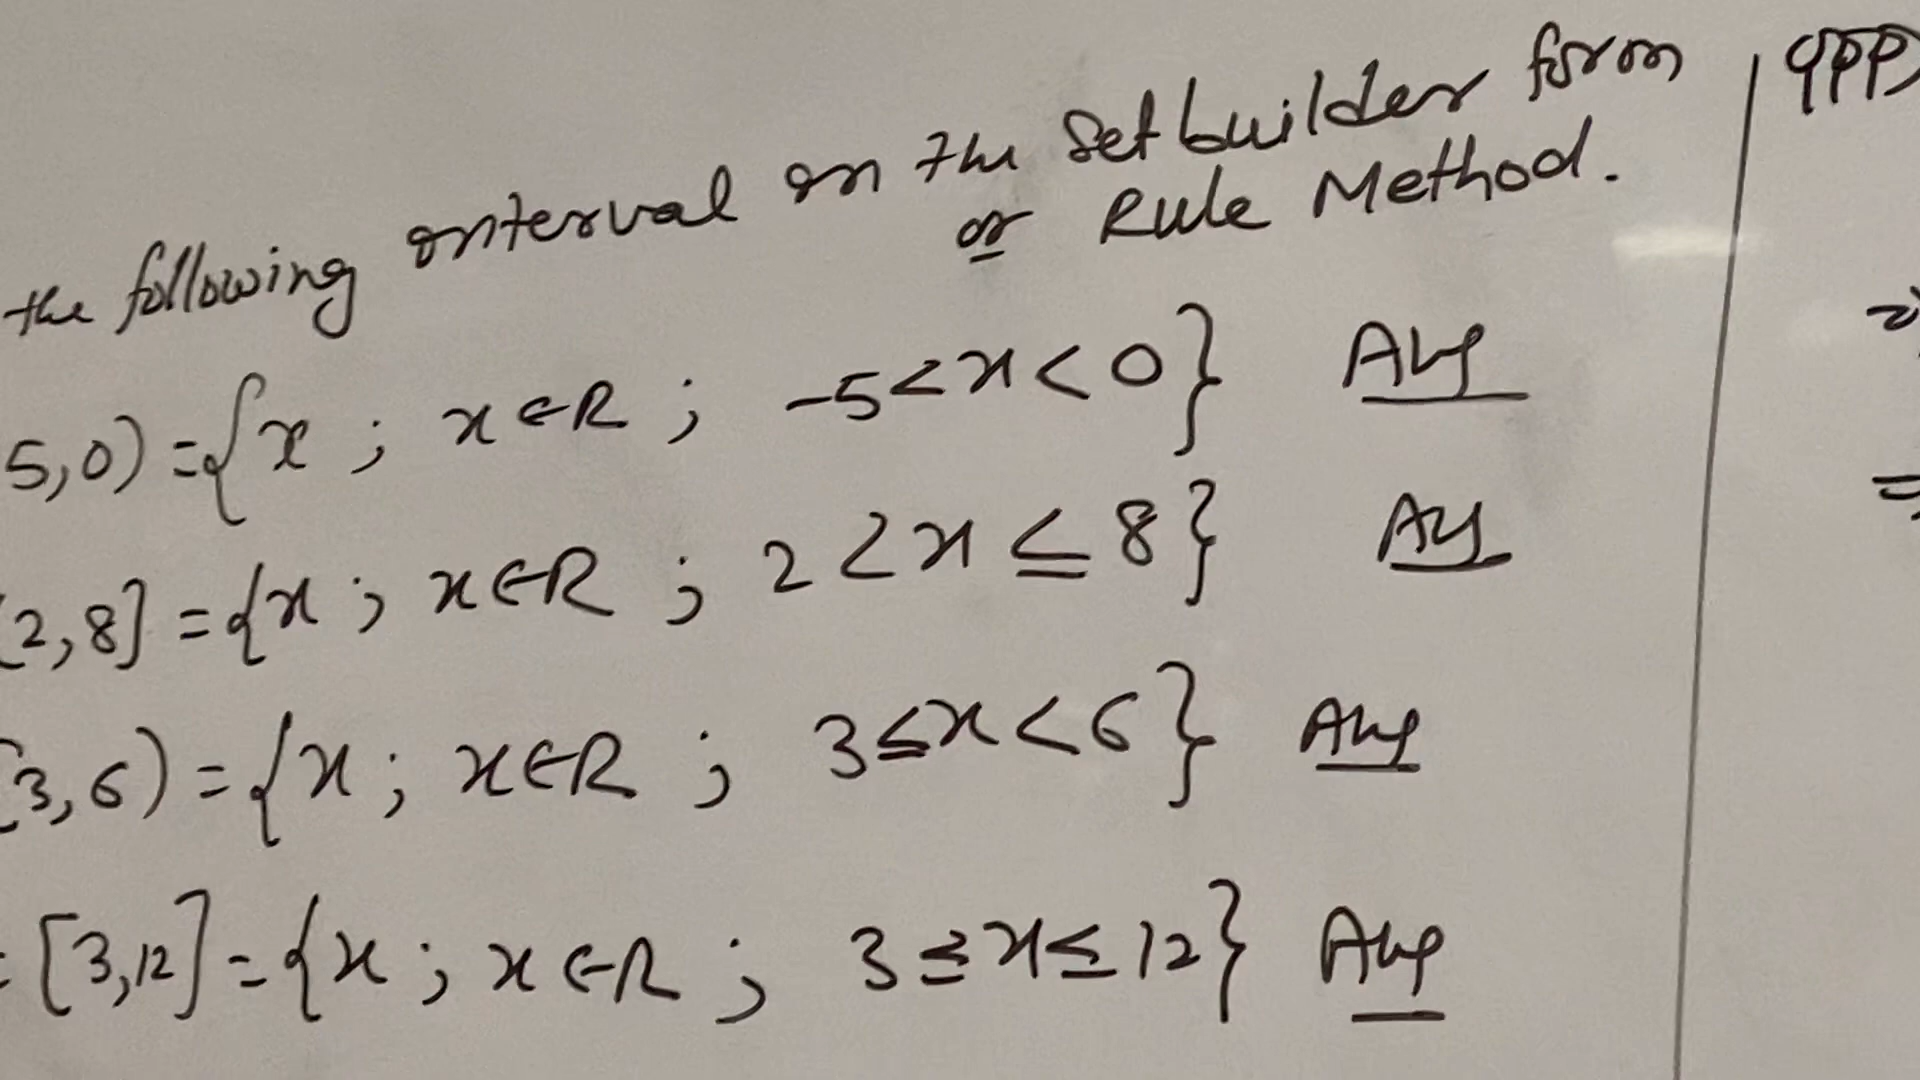 the following interval in the Set builder form
or Rule Method.
5,0) = {x ; x ∈ R ; -5 < x < 0} Ans
(2,8] = {x ; x ∈ R ; 2 < x ≤ 8} Ans
[3,6) = {x ; x ∈ R ; 3 ≤ x < 6} Ans
= [3,12] = {x ; x ∈ R ; 3 ≤ x ≤ 12} Ans